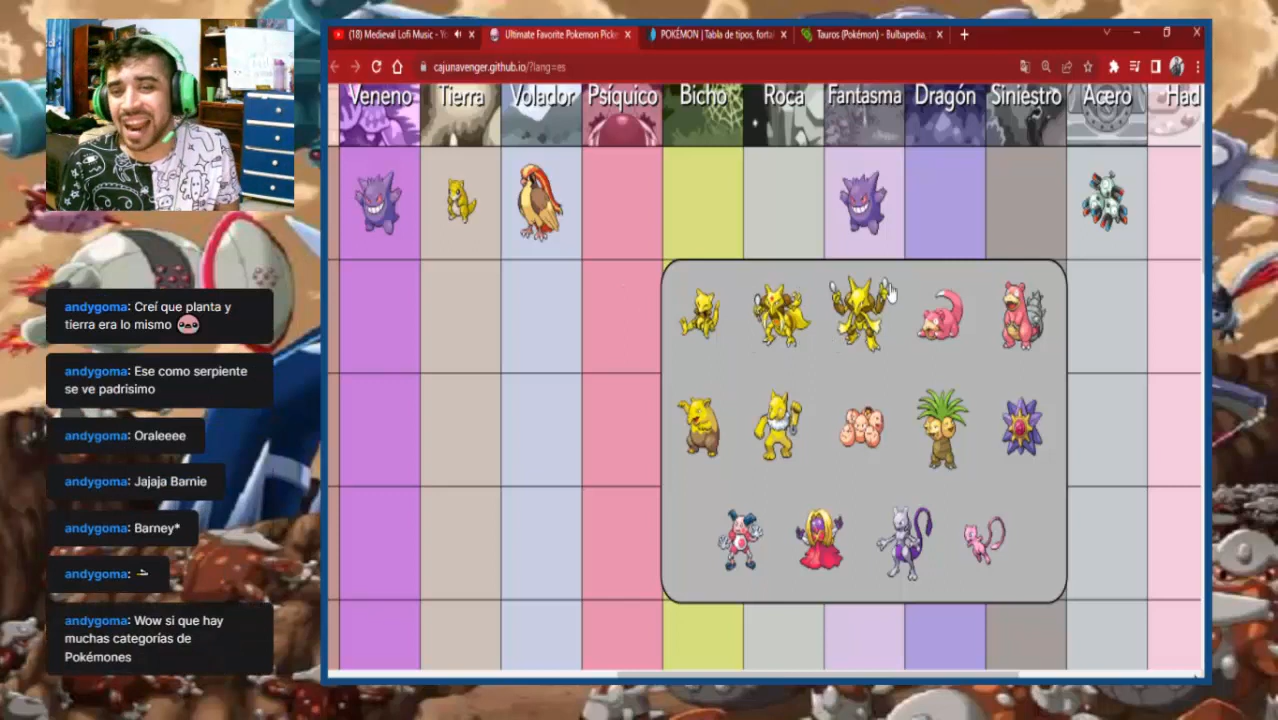 (18) Medieval Lofi Music - Yo
Ultimate Favorite Pokemon Picke
POKÉMON | Tabla de tipos, forta
Tauros (Pokémon) - Bulbapedia,
cajunavenger.github.io/?lang=es
Veneno Tierra Volador Psíquico Bicho Roca Fantasma Dragón Siniestro Acero Had
andygoma: Creí que planta y
tierra era lo mismo
andygoma: Ese como serpiente
se ve padrisimo
andygoma: Oraleeee
andygoma: Jajaja Barnie
andygoma: Barney*
andygoma:
andygoma: Wow si que hay
muchas categorías de
Pokémones